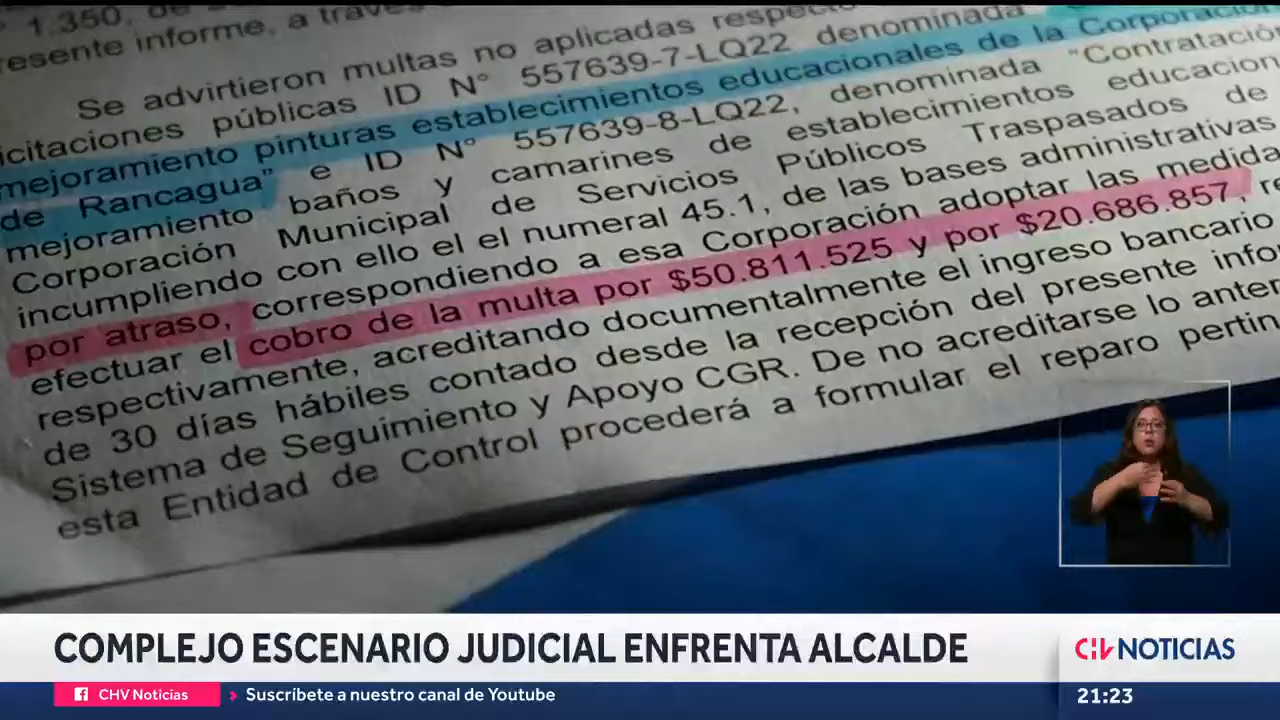 1.350, de
resente informe, a través
Se advirtieron multas no aplicadas respecto
icitaciones públicas ID N° 557639-7-LQ22 denominada
mejoramiento pinturas establecimientos educacionales de la Corporación
de Rancagua" e ID N° 557639-8-LQ22, denominada "Contratación
mejoramiento baños y camarines de establecimientos educacion
Corporación Municipal de Servicios Públicos Traspasados de
incumpliendo con ello el el numeral 45.1, de las bases administrativas
por atraso, correspondiendo a esa Corporación adoptar las medida
efectuar el cobro de la multa por $50.811.525 y por $20.686.857, re
respectivamente, acreditando documentalmente el ingreso bancario
de 30 días hábiles contado desde la recepción del presente infor
Sistema de Seguimiento y Apoyo CGR. De no acreditarse lo anter
esta Entidad de Control procederá a formular el reparo pertin
COMPLEJO ESCENARIO JUDICIAL ENFRENTA ALCALDE
CHV NOTICIAS
CHV Noticias
Suscríbete a nuestro canal de Youtube
21:23